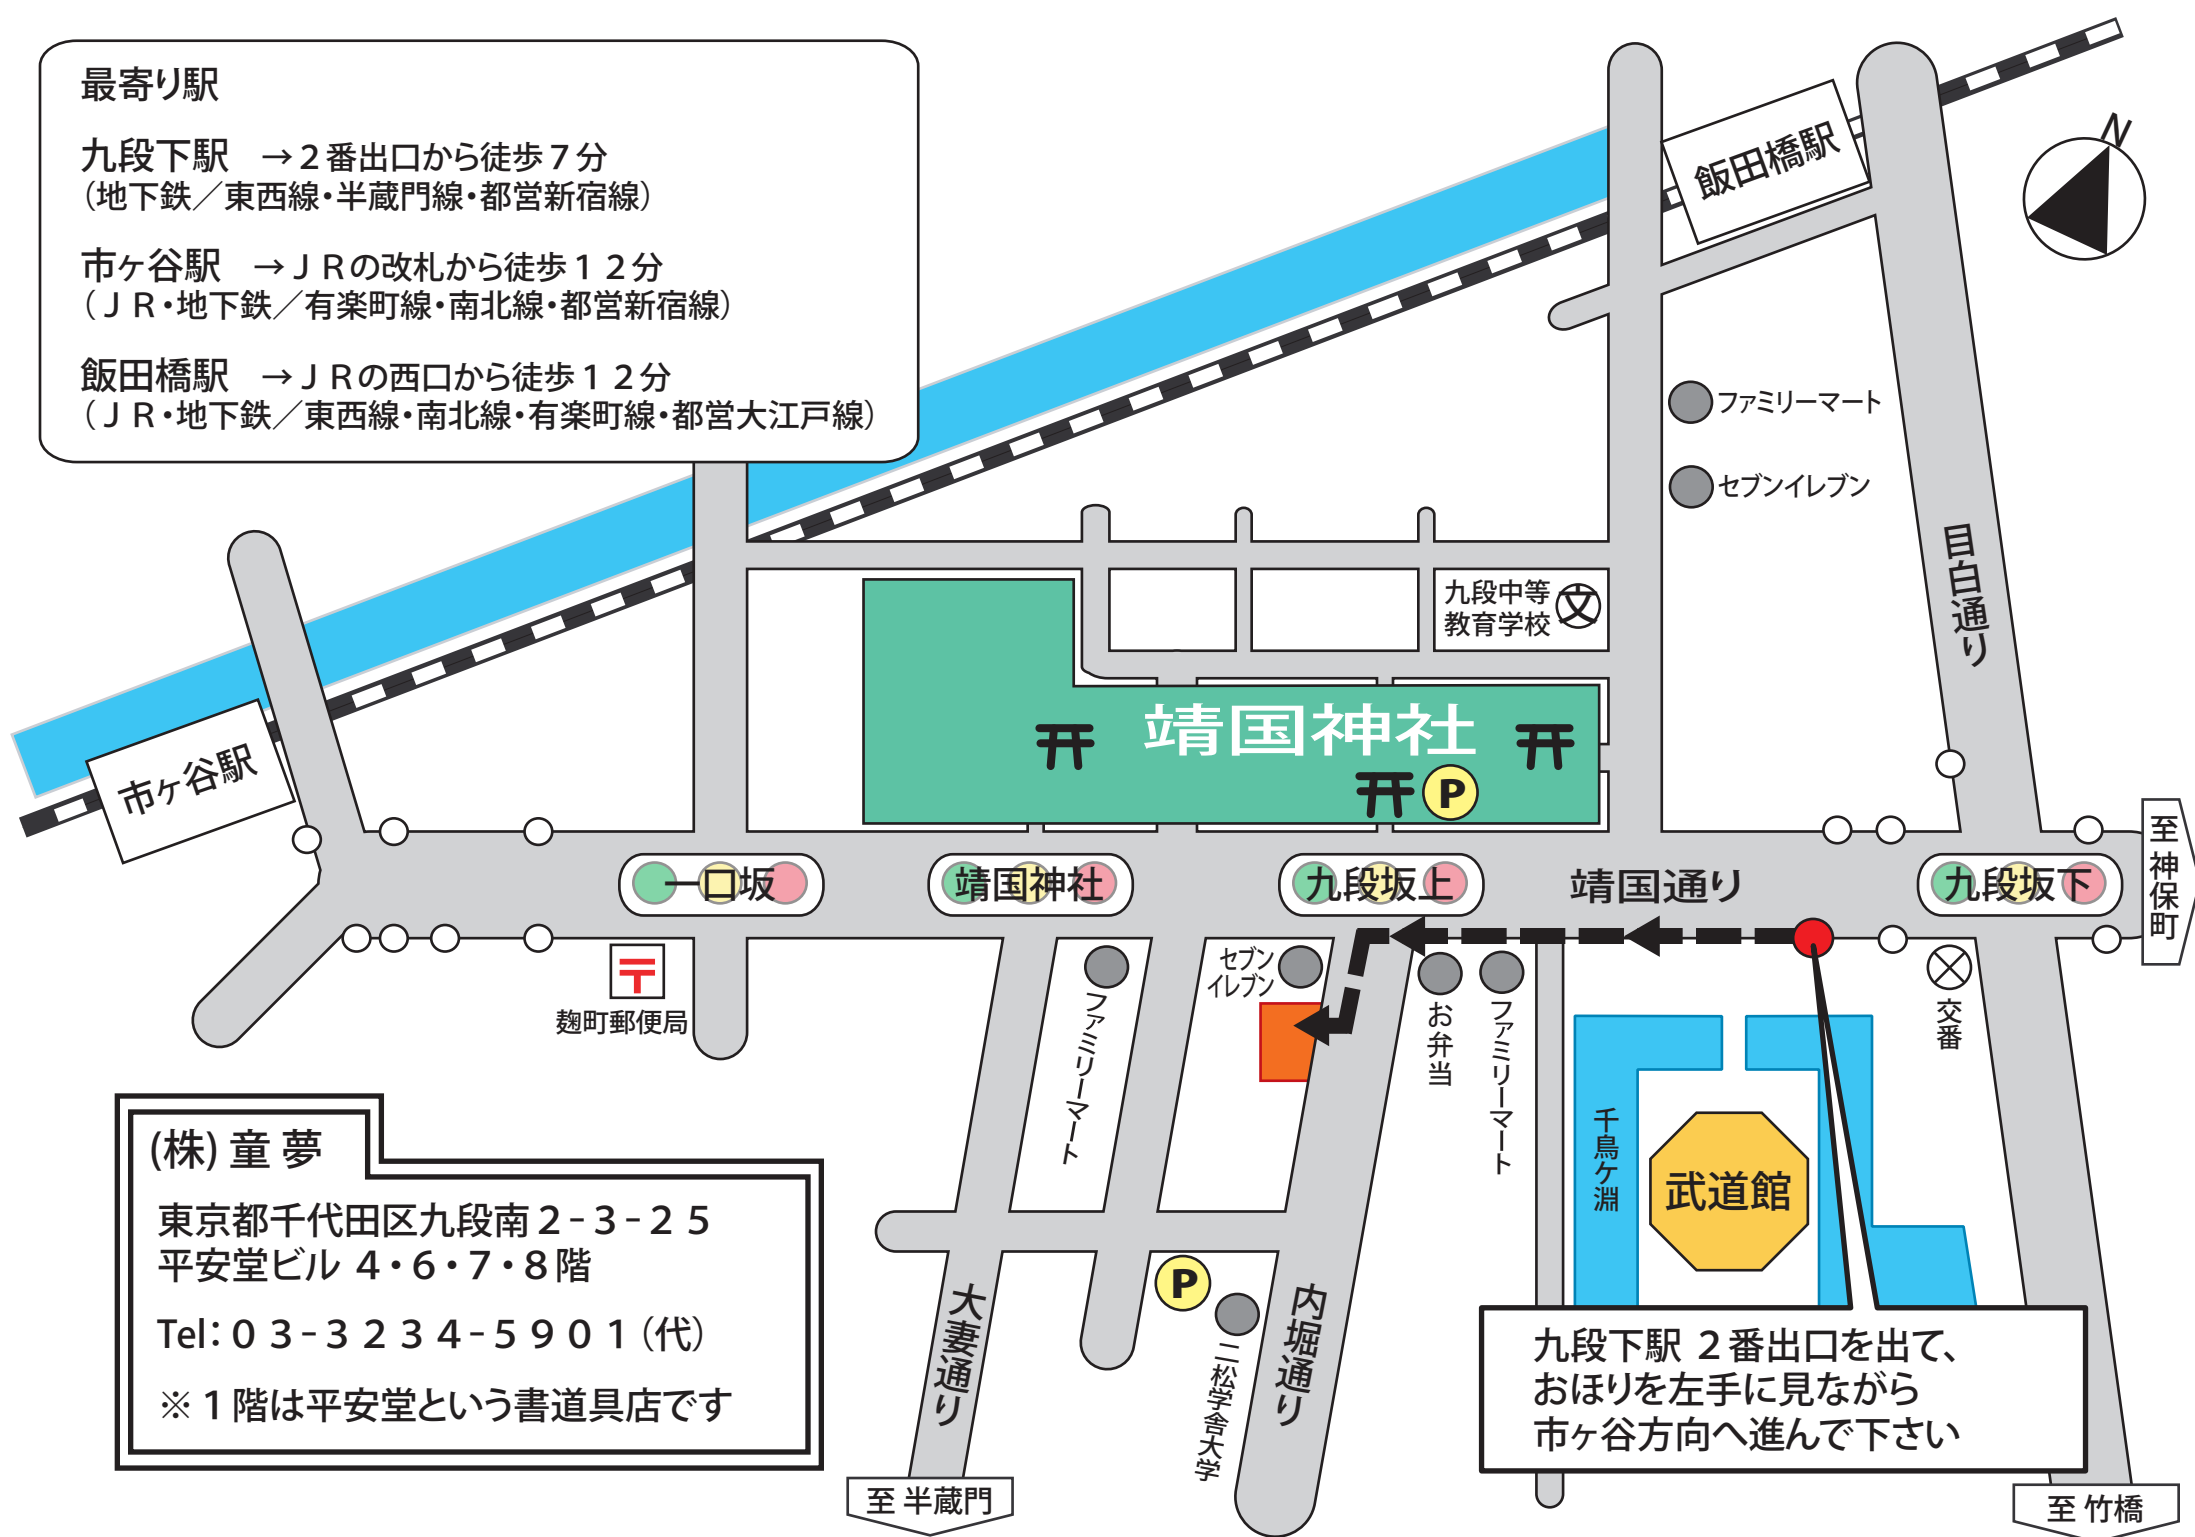 最寄り駅
九段下駅 →2番出口から徒歩7分
(地下鉄／東西線・半蔵門線・都営新宿線)
市ヶ谷駅 →JRの改札から徒歩12分
(JR・地下鉄／有楽町線・南北線・都営新宿線)
飯田橋駅 →JRの西口から徒歩12分
(JR・地下鉄／東西線・南北線・有楽町線・都営大江戸線)
飯田橋駅
N
ファミリーマート
セブンイレブン
目白通り
九段中等
教育学校
文
靖国神社
P
市ヶ谷駅
一口坂
靖国神社
九段坂上
靖国通り
九段坂下
至 神保町
〒
麹町郵便局
ファミリーマート
セブン
イレブン
お弁当
ファミリーマート
交番
千鳥ケ淵
武道館
(株) 童 夢
東京都千代田区九段南2-3-25
平安堂ビル 4・6・7・8階
Tel：03-3234-5901(代)
※1階は平安堂という書道具店です
大妻通り
P
二松学舎大学
内堀通り
九段下駅 2番出口を出て、
おほりを左手に見ながら
市ヶ谷方向へ進んで下さい
至 半蔵門
至 竹橋